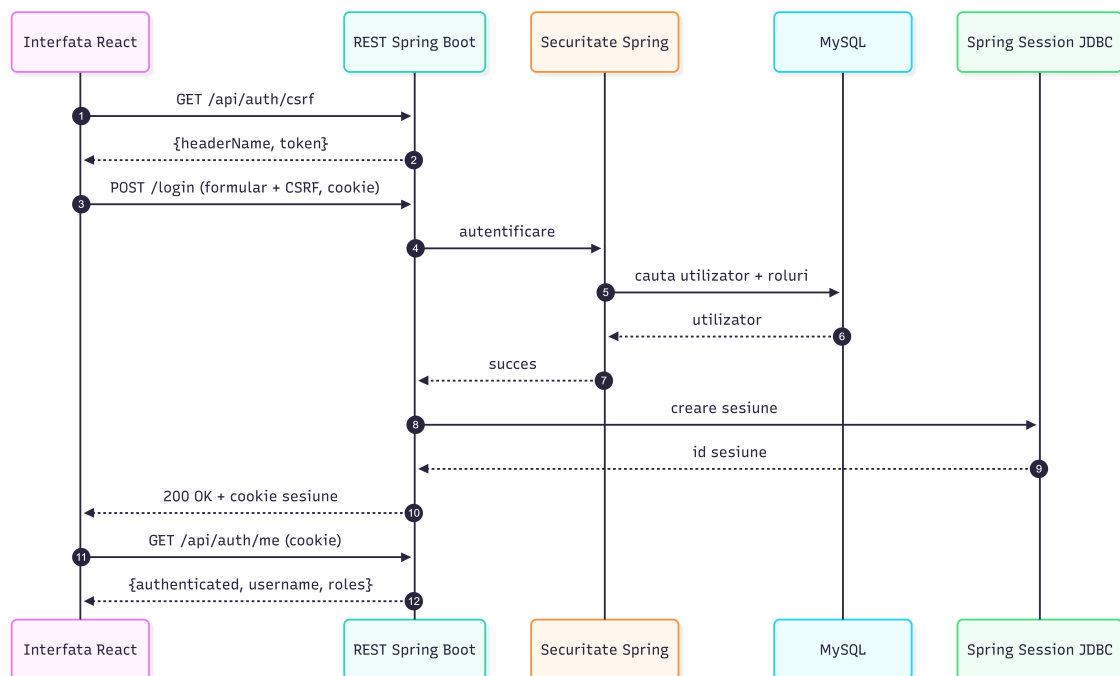 Interfata React
REST Spring Boot
Securitate Spring
MySQL
Spring Session JDBC
GET /api/auth/csrf
1
{headerName, token}
2
POST /login (formular + CSRF, cookie)
3
autentificare
4
cauta utilizator + roluri
5
utilizator
6
succes
7
creare sesiune
8
id sesiune
9
200 OK + cookie sesiune
10
GET /api/auth/me (cookie)
11
{authenticated, username, roles}
12
Interfata React
REST Spring Boot
Securitate Spring
MySQL
Spring Session JDBC